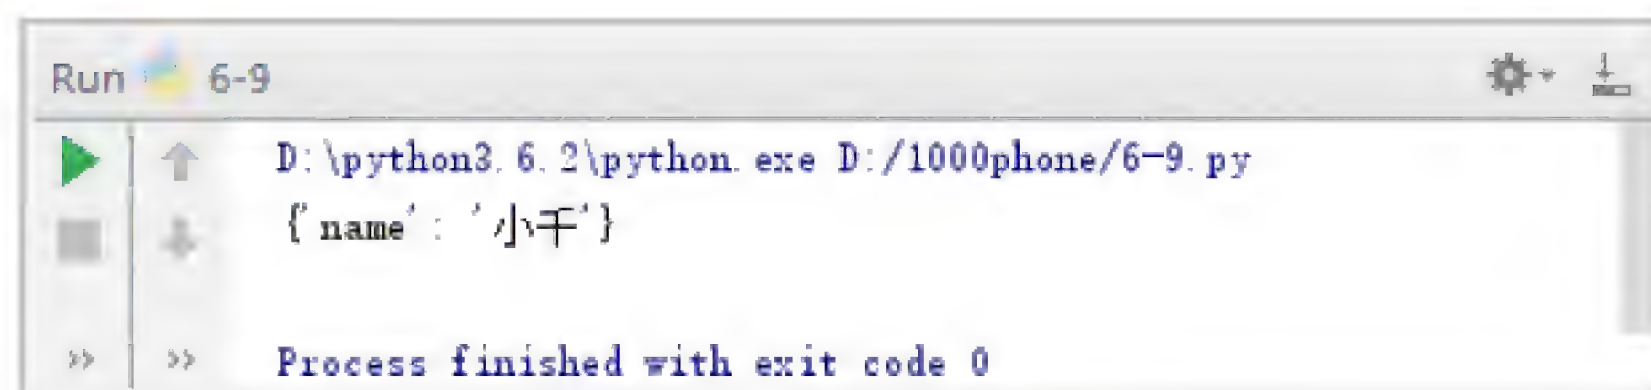 Run 6-9
D:\python3.6.2\python.exe D:/1000phone/6-9.py
{'name': '小千'}
Process finished with exit code 0